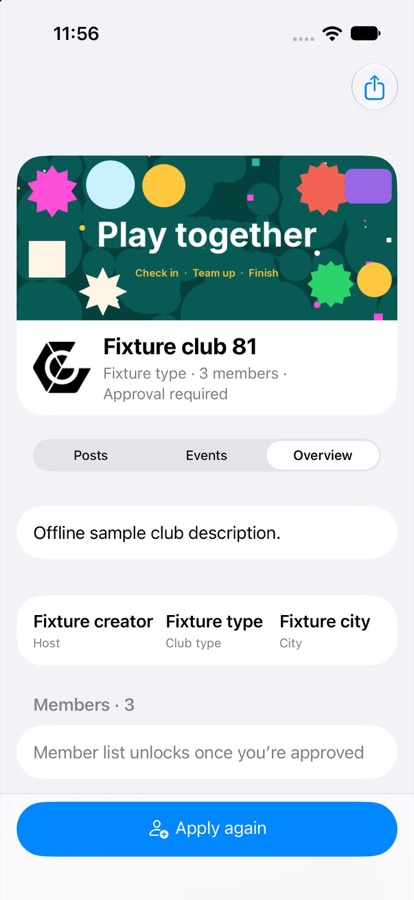 11:56
Play together
Check in · Team up · Finish
Fixture club 81
Fixture type · 3 members ·
Approval required
Posts Events Overview
Offline sample club description.
Fixture creator Fixture type Fixture city
Host Club type City
Members · 3
Member list unlocks once you’re approved
Apply again